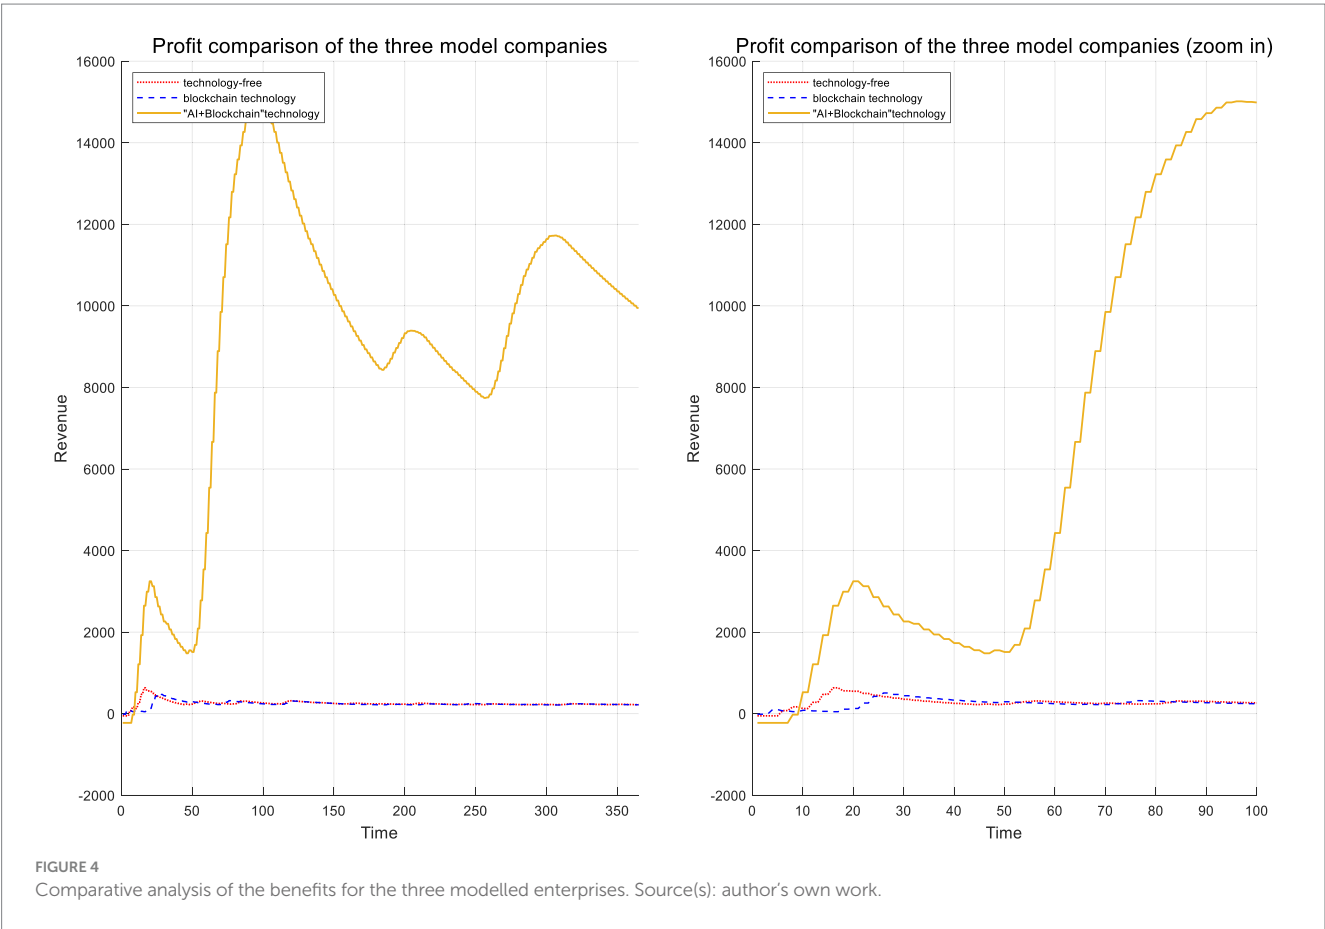 Profit comparison of the three model companies
16000
14000
12000
10000
8000
6000
4000
2000
0
-2000
Revenue
technology-free
blockchain technology
"AI+Blockchain"technology
0 50 100 150 200 250 300 350
Time
Profit comparison of the three model companies (zoom in)
16000
14000
12000
10000
8000
6000
4000
2000
0
-2000
Revenue
technology-free
blockchain technology
"AI+Blockchain"technology
0 10 20 30 40 50 60 70 80 90 100
Time
FIGURE 4
Comparative analysis of the benefits for the three modelled enterprises. Source(s): author's own work.